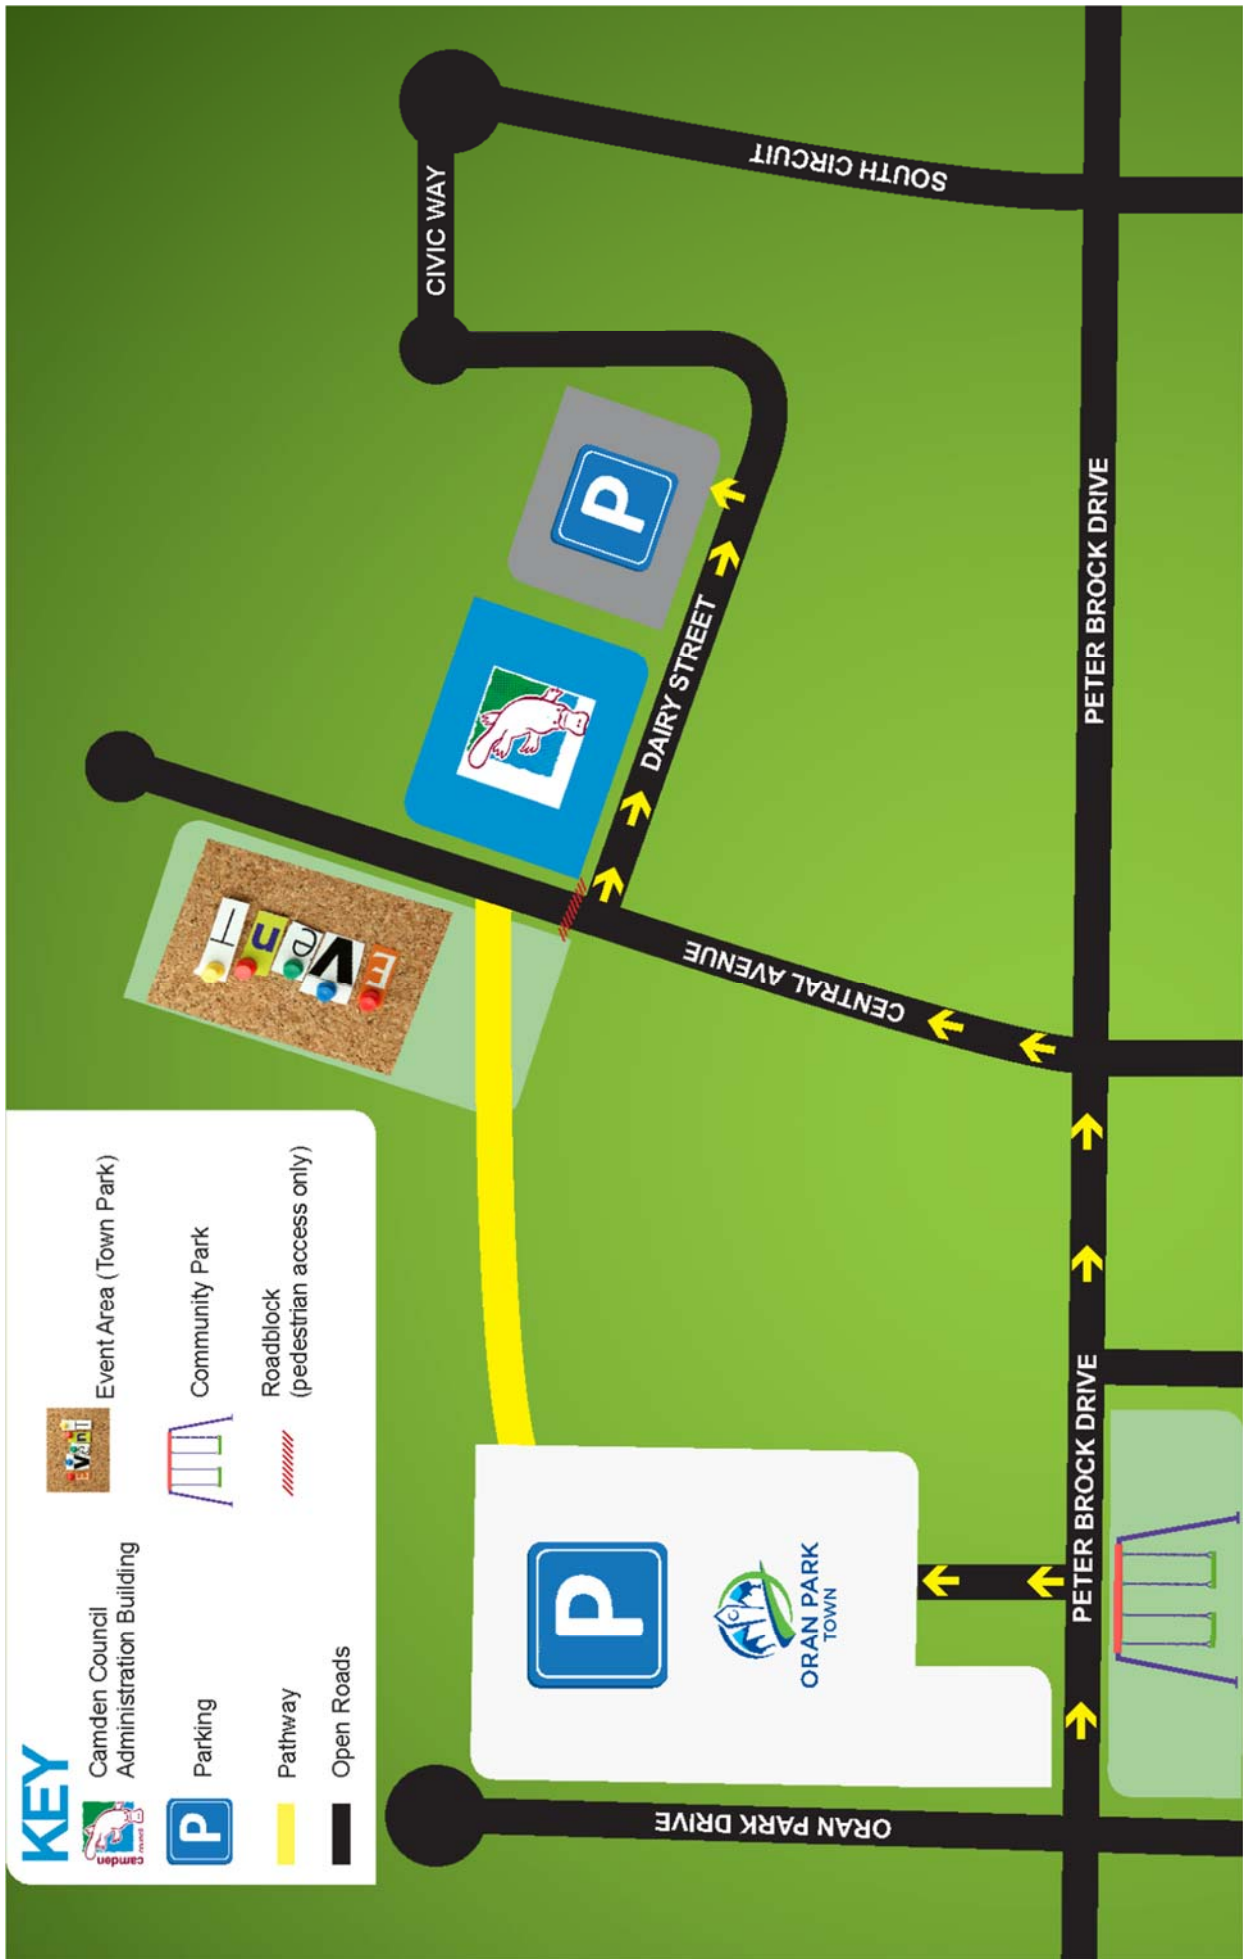 KEY
Camden Council
Administration Building
Parking
Pathway
Open Roads
Event Area (Town Park)
Community Park
Roadblock
(pedestrian access only)
camden
EVenT
P
EVenT
CIVIC WAY
SOUTH CIRCUIT
P
DAIRY STREET
CENTRAL AVENUE
PETER BROCK DRIVE
P
ORAN PARK
TOWN
ORAN PARK DRIVE
PETER BROCK DRIVE